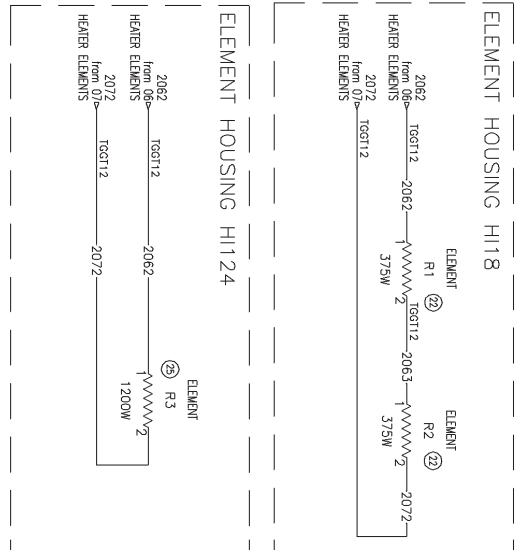 ELEMENT HOUSING HI18
2062
from 06
HEATER ELEMENTS
TGGT12
2062
1
ELEMENT
R1
22
375W
2
TGGT12
2063
1
ELEMENT
R2
22
375W
2
2072
2072
from 07
HEATER ELEMENTS
TGGT12
ELEMENT HOUSING HI124
2062
from 06
HEATER ELEMENTS
TGGT12
2062
1
ELEMENT
25
R3
1200W
2
2072
from 07
HEATER ELEMENTS
TGGT12
2072